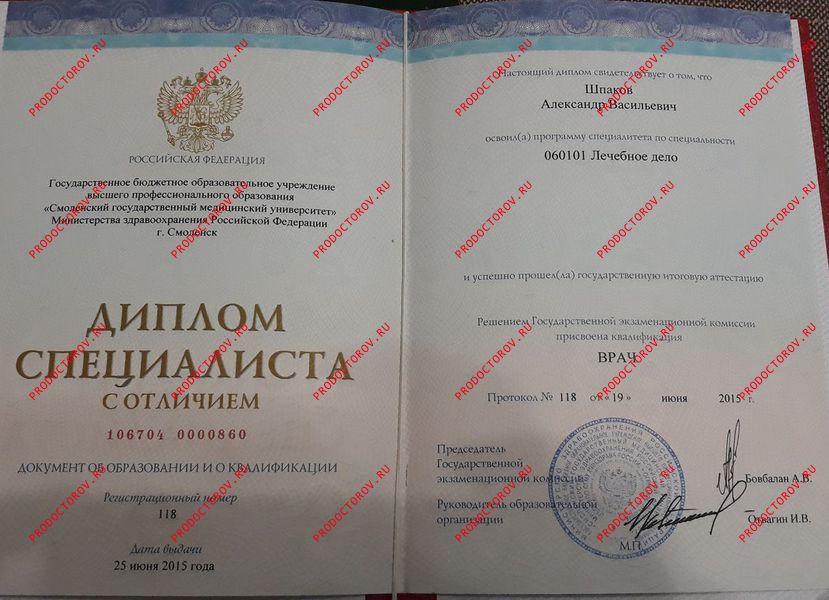 РОССИЙСКАЯ ФЕДЕРАЦИЯ
Государственное бюджетное образовательное учреждение
высшего профессионального образования
«Смоленский государственный медицинский университет»
Министерства здравоохранения Российской Федерации
г. Смоленск
ДИПЛОМ
СПЕЦИАЛИСТА
С ОТЛИЧИЕМ
106704 0000860
ДОКУМЕНТ ОБ ОБРАЗОВАНИИ И О КВАЛИФИКАЦИИ
Регистрационный номер
118
Дата выдачи
25 июня 2015 года
Настоящий диплом свидетельствует о том, что
Шпаков
Александр Васильевич
освоил(а) программу специалитета по специальности
060101 Лечебное дело
и успешно прошел(ла) государственную итоговую аттестацию
Решением Государственной экзаменационной комиссии
присвоена квалификация
ВРАЧ
Протокол № 118 от « 19 » июня 2015 г.
Председатель
Государственной
экзаменационной комиссии
Бовбалан А.В.
Руководитель образовательной
организации
Отвагин И.В.
М.П.
PRODOCTOROV.RU